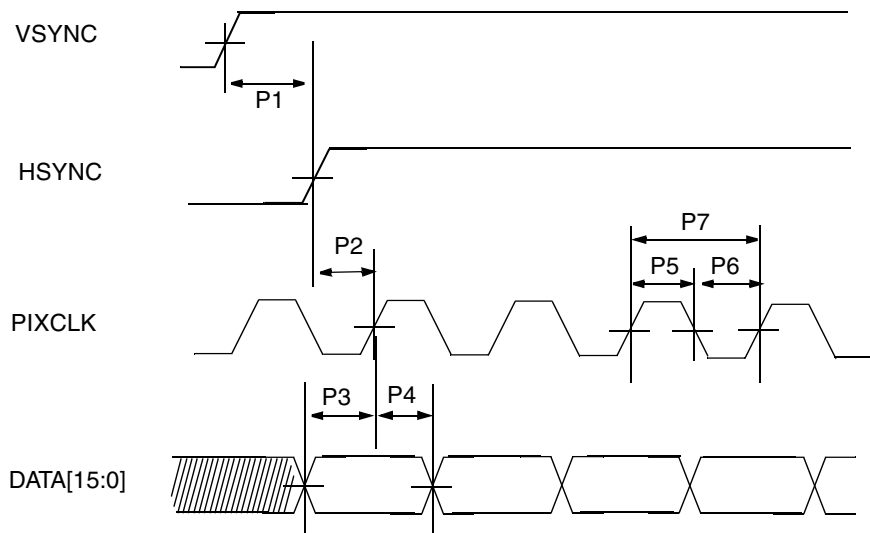 VSYNC
P1
HSYNC
P2
P7
P5 P6
PIXCLK
P3 P4
DATA[15:0]